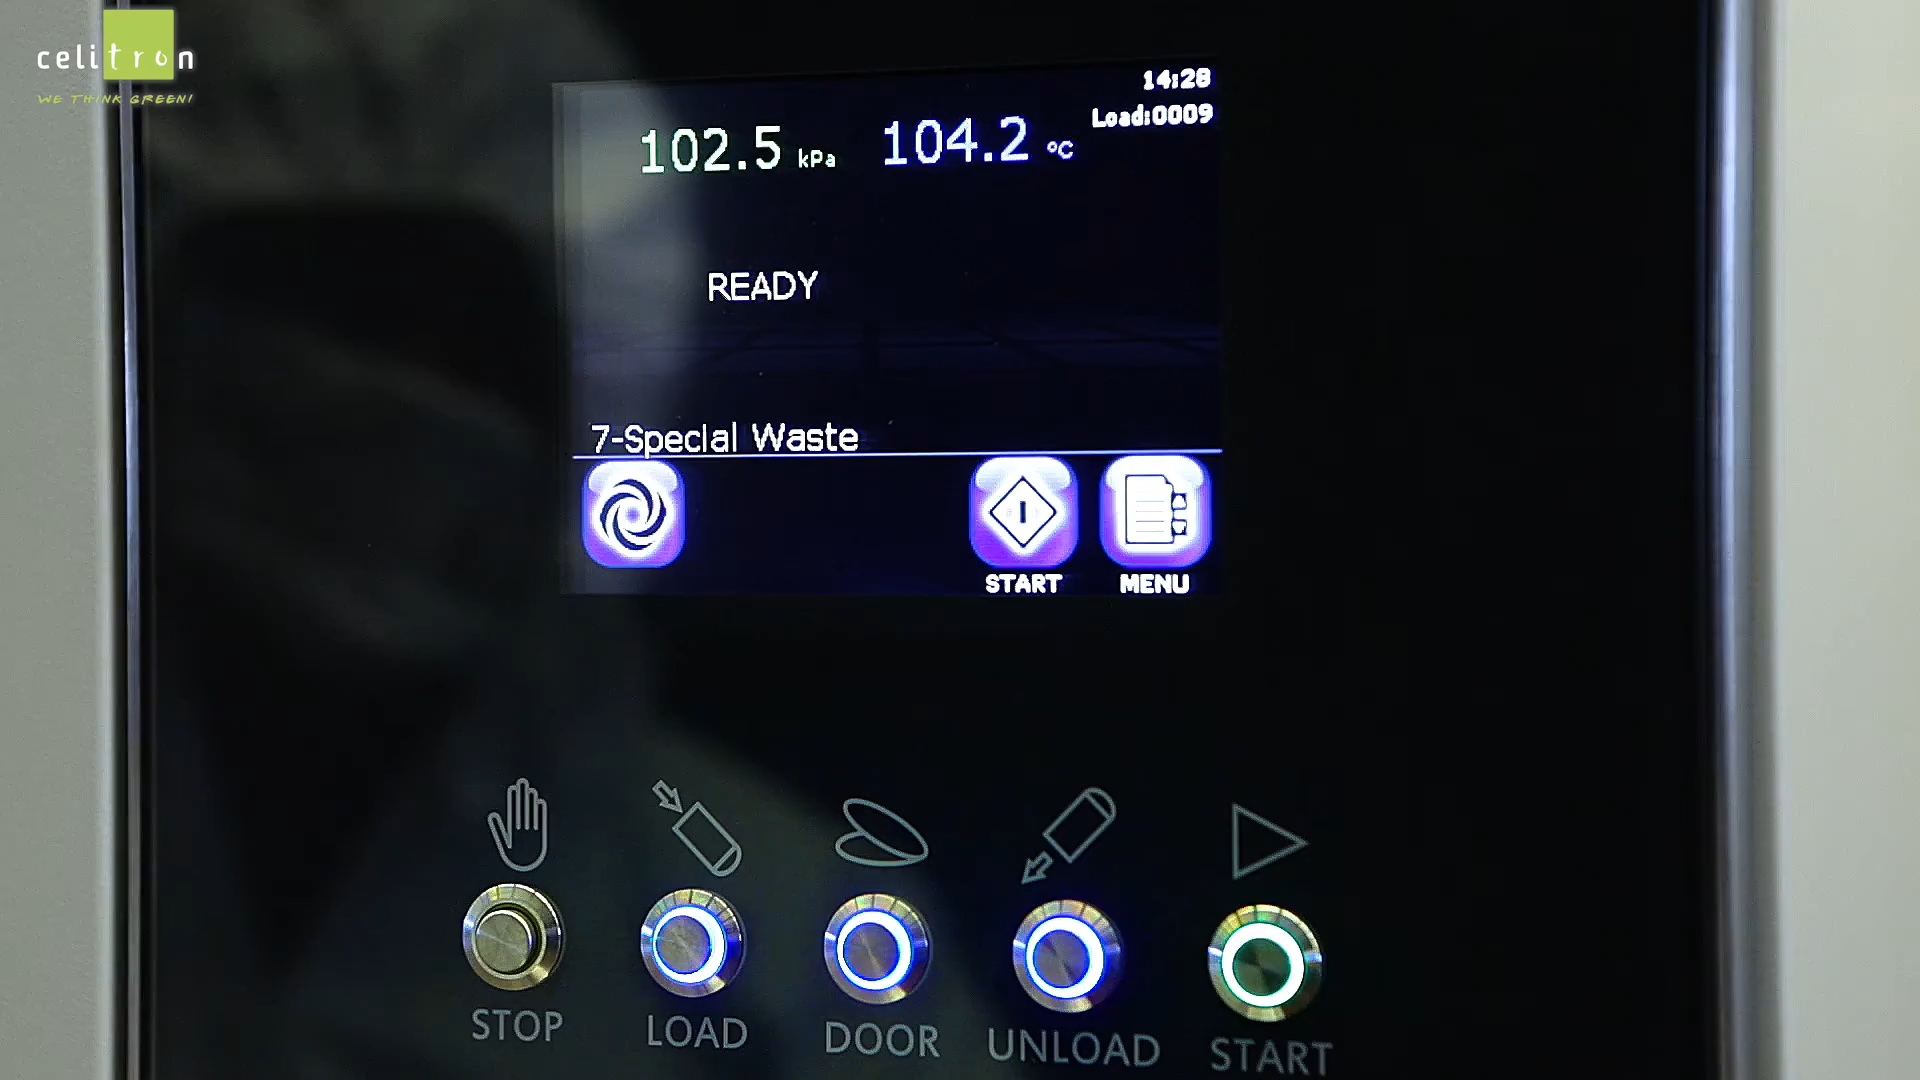 celitron
WE THINK GREEN!
14:28
Load:0009
102.5 kPa 104.2 °C
READY
7-Special Waste
START MENU
STOP LOAD DOOR UNLOAD START